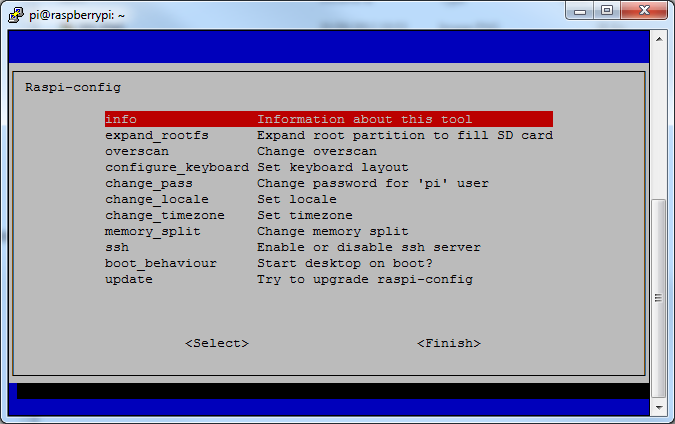 pi@raspberrypi: ~
Raspi-config
info Information about this tool
expand_rootfs Expand root partition to fill SD card
overscan Change overscan
configure_keyboard Set keyboard layout
change_pass Change password for 'pi' user
change_locale Set locale
change_timezone Set timezone
memory_split Change memory split
ssh Enable or disable ssh server
boot_behaviour Start desktop on boot?
update Try to upgrade raspi-config
<Select> <Finish>